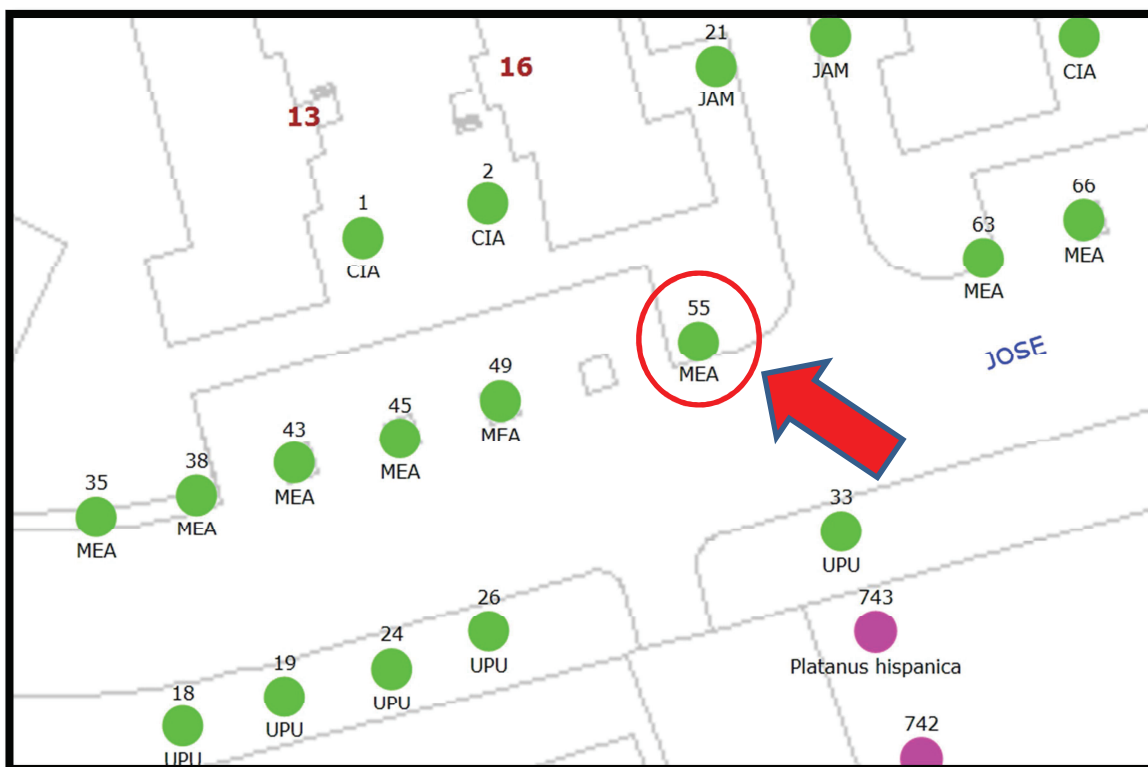 21
JAM
JAM
CIA
16
13
2
CIA
1
CIA
66
MEA
63
MEA
55
MEA
JOSE
49
MEA
45
MEA
43
MEA
38
MEA
35
MEA
33
UPU
743
Platanus hispanica
26
UPU
24
UPU
19
UPU
18
UPU
742